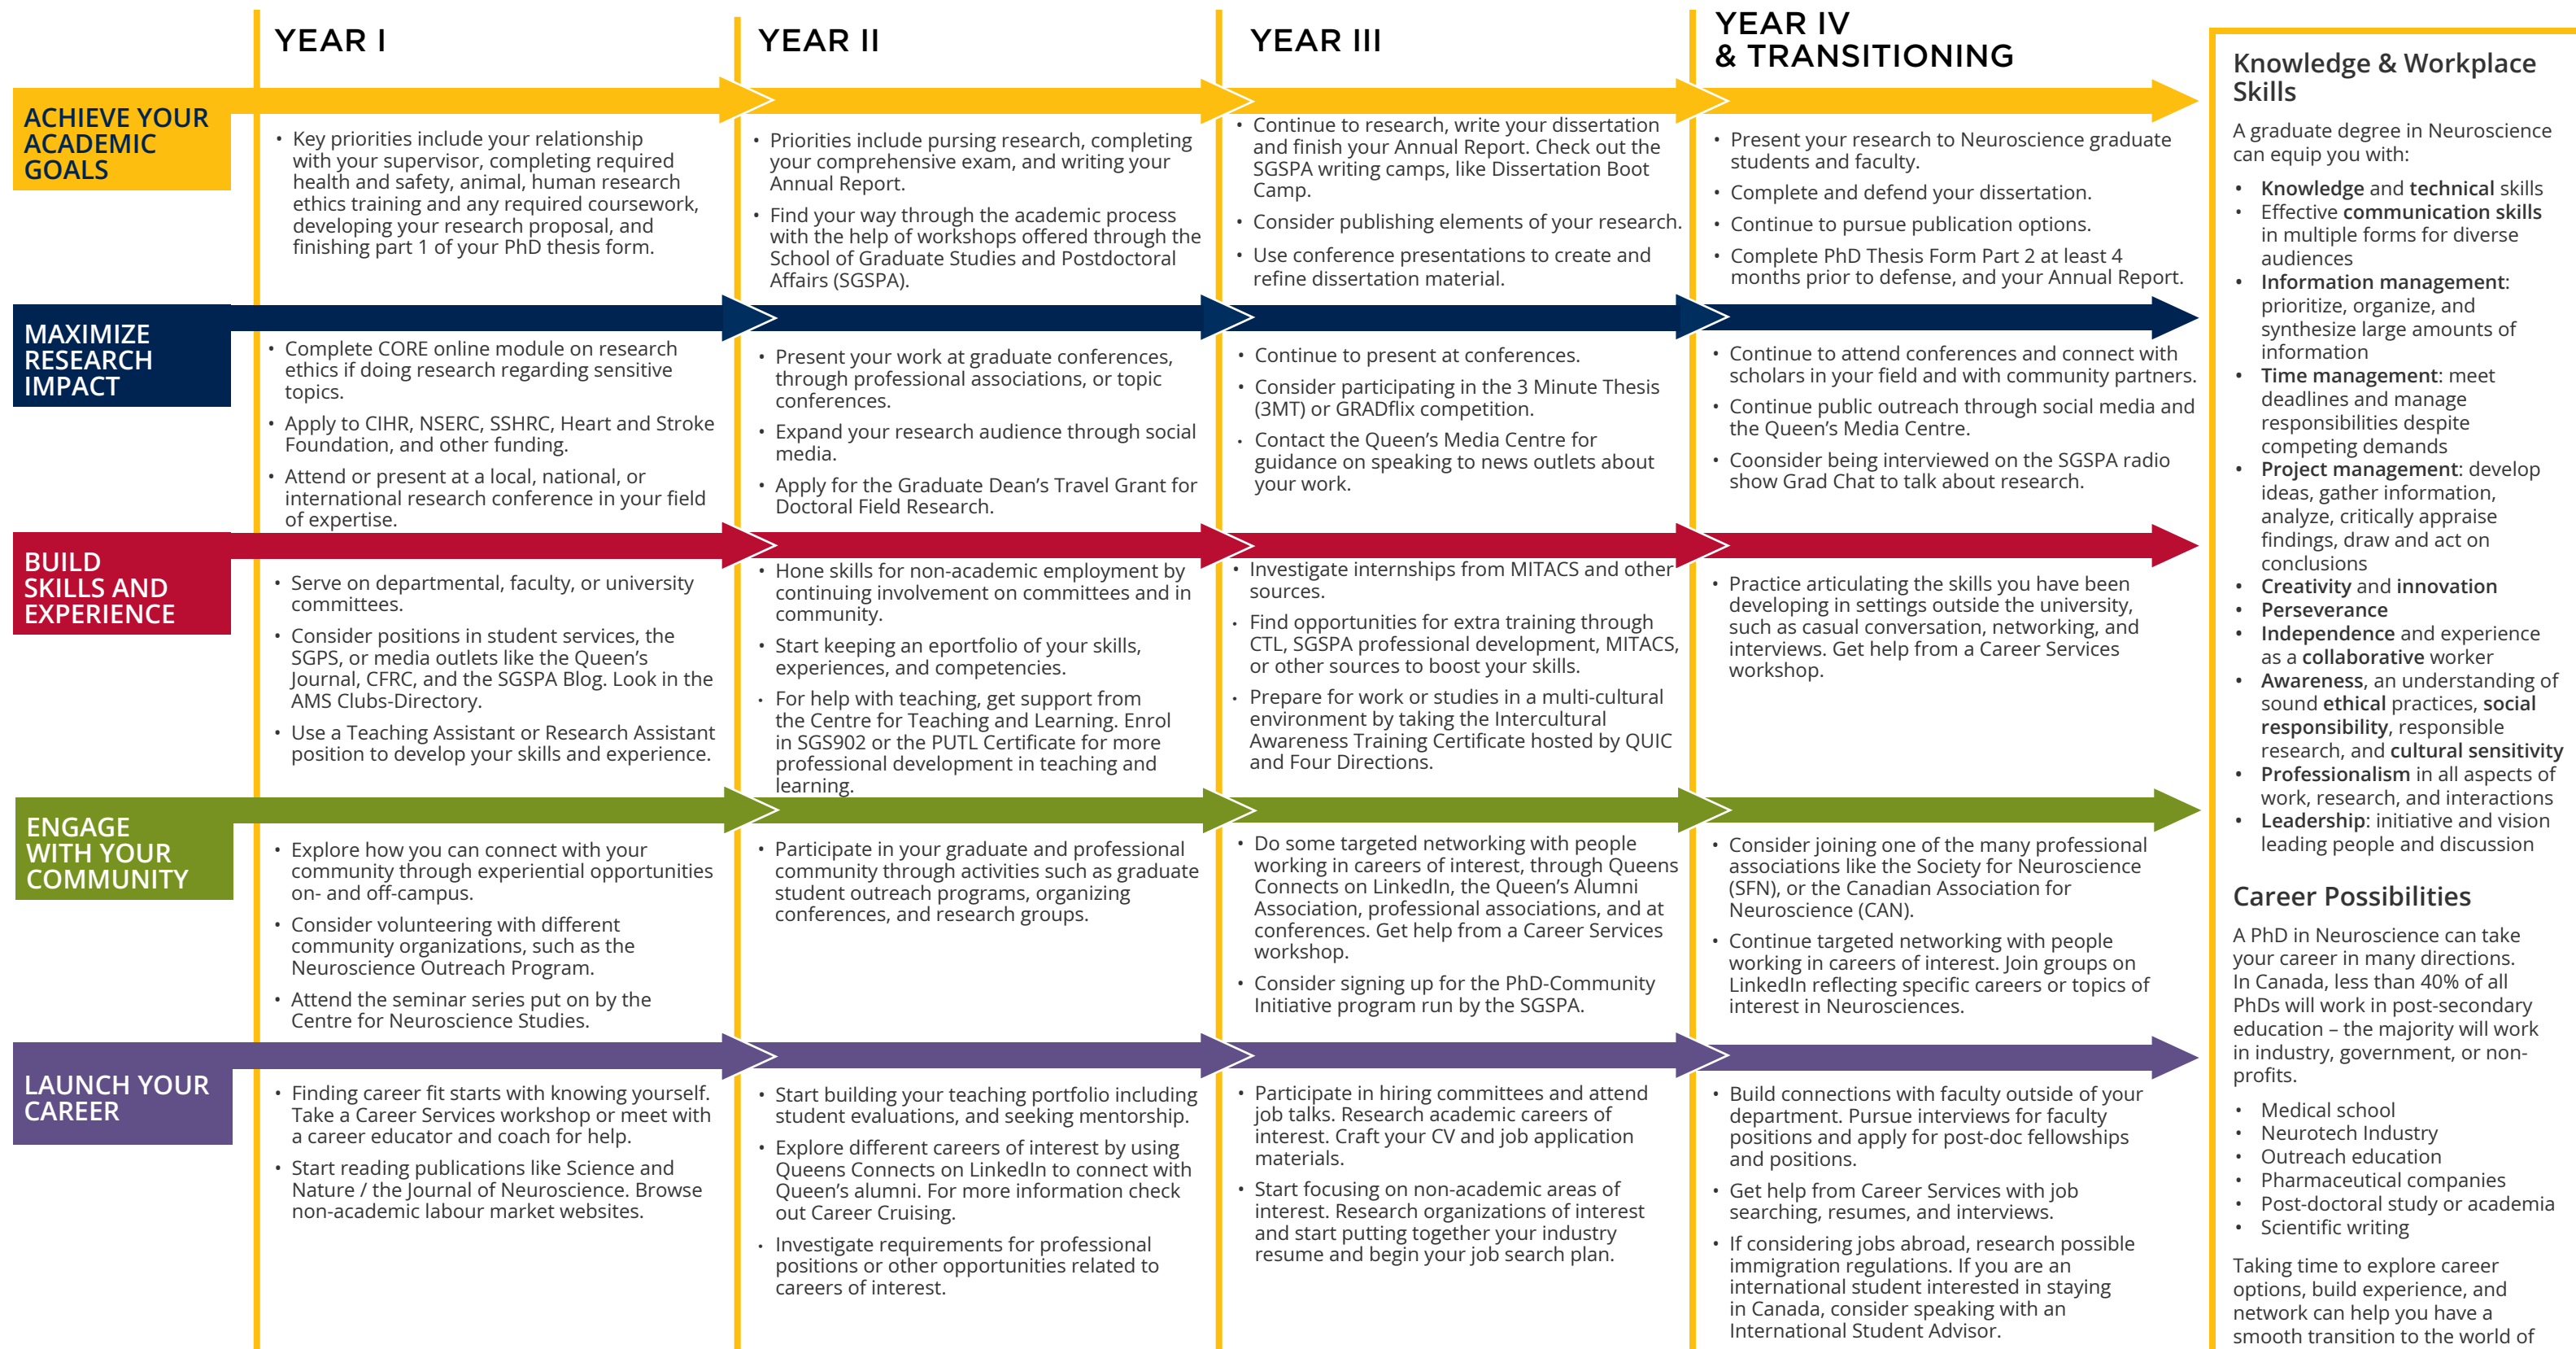 YEAR I
YEAR II
YEAR III
YEAR IV
& TRANSITIONING
ACHIEVE YOUR
ACADEMIC
GOALS
• Key priorities include your relationship
with your supervisor, completing required
health and safety, animal, human research
ethics training and any required coursework,
developing your research proposal, and
finishing part 1 of your PhD thesis form.
• Priorities include pursing research, completing
your comprehensive exam, and writing your
Annual Report.
• Find your way through the academic process
with the help of workshops offered through the
School of Graduate Studies and Postdoctoral
Affairs (SGSPA).
• Continue to research, write your dissertation
and finish your Annual Report. Check out the
SGSPA writing camps, like Dissertation Boot
Camp.
• Consider publishing elements of your research.
• Use conference presentations to create and
refine dissertation material.
• Present your research to Neuroscience graduate
students and faculty.
• Complete and defend your dissertation.
• Continue to pursue publication options.
• Complete PhD Thesis Form Part 2 at least 4
months prior to defense, and your Annual Report.
MAXIMIZE
RESEARCH
IMPACT
• Complete CORE online module on research
ethics if doing research regarding sensitive
topics.
• Apply to CIHR, NSERC, SSHRC, Heart and Stroke
Foundation, and other funding.
• Attend or present at a local, national, or
international research conference in your field
of expertise.
• Present your work at graduate conferences,
through professional associations, or topic
conferences.
• Expand your research audience through social
media.
• Apply for the Graduate Dean’s Travel Grant for
Doctoral Field Research.
• Continue to present at conferences.
• Consider participating in the 3 Minute Thesis
(3MT) or GRADflix competition.
• Contact the Queen’s Media Centre for
guidance on speaking to news outlets about
your work.
• Continue to attend conferences and connect with
scholars in your field and with community partners.
• Continue public outreach through social media and
the Queen’s Media Centre.
• Coonsider being interviewed on the SGSPA radio
show Grad Chat to talk about research.
BUILD
SKILLS AND
EXPERIENCE
• Serve on departmental, faculty, or university
committees.
• Consider positions in student services, the
SGPS, or media outlets like the Queen’s
Journal, CFRC, and the SGSPA Blog. Look in the
AMS Clubs-Directory.
• Use a Teaching Assistant or Research Assistant
position to develop your skills and experience.
• Hone skills for non-academic employment by
continuing involvement on committees and in
community.
• Start keeping an eportfolio of your skills,
experiences, and competencies.
• For help with teaching, get support from
the Centre for Teaching and Learning. Enrol
in SGS902 or the PUTL Certificate for more
professional development in teaching and
learning.
• Investigate internships from MITACS and other
sources.
• Find opportunities for extra training through
CTL, SGSPA professional development, MITACS,
or other sources to boost your skills.
• Prepare for work or studies in a multi-cultural
environment by taking the Intercultural
Awareness Training Certificate hosted by QUIC
and Four Directions.
• Practice articulating the skills you have been
developing in settings outside the university,
such as casual conversation, networking, and
interviews. Get help from a Career Services
workshop.
ENGAGE
WITH YOUR
COMMUNITY
• Explore how you can connect with your
community through experiential opportunities
on- and off-campus.
• Consider volunteering with different
community organizations, such as the
Neuroscience Outreach Program.
• Attend the seminar series put on by the
Centre for Neuroscience Studies.
• Participate in your graduate and professional
community through activities such as graduate
student outreach programs, organizing
conferences, and research groups.
• Do some targeted networking with people
working in careers of interest, through Queens
Connects on LinkedIn, the Queen’s Alumni
Association, professional associations, and at
conferences. Get help from a Career Services
workshop.
• Consider signing up for the PhD-Community
Initiative program run by the SGSPA.
• Consider joining one of the many professional
associations like the Society for Neuroscience
(SFN), or the Canadian Association for
Neuroscience (CAN).
• Continue targeted networking with people
working in careers of interest. Join groups on
LinkedIn reflecting specific careers or topics of
interest in Neurosciences.
LAUNCH YOUR
CAREER
• Finding career fit starts with knowing yourself.
Take a Career Services workshop or meet with
a career educator and coach for help.
• Start reading publications like Science and
Nature / the Journal of Neuroscience. Browse
non-academic labour market websites.
• Start building your teaching portfolio including
student evaluations, and seeking mentorship.
• Explore different careers of interest by using
Queens Connects on LinkedIn to connect with
Queen’s alumni. For more information check
out Career Cruising.
• Investigate requirements for professional
positions or other opportunities related to
careers of interest.
• Participate in hiring committees and attend
job talks. Research academic careers of
interest. Craft your CV and job application
materials.
• Start focusing on non-academic areas of
interest. Research organizations of interest
and start putting together your industry
resume and begin your job search plan.
• Build connections with faculty outside of your
department. Pursue interviews for faculty
positions and apply for post-doc fellowships
and positions.
• Get help from Career Services with job
searching, resumes, and interviews.
• If considering jobs abroad, research possible
immigration regulations. If you are an
international student interested in staying
in Canada, consider speaking with an
International Student Advisor.
Knowledge & Workplace
Skills
A graduate degree in Neuroscience
can equip you with:
• Knowledge and technical skills
• Effective communication skills
in multiple forms for diverse
audiences
• Information management:
prioritize, organize, and
synthesize large amounts of
information
• Time management: meet
deadlines and manage
responsibilities despite
competing demands
• Project management: develop
ideas, gather information,
analyze, critically appraise
findings, draw and act on
conclusions
• Creativity and innovation
• Perseverance
• Independence and experience
as a collaborative worker
• Awareness, an understanding of
sound ethical practices, social
responsibility, responsible
research, and cultural sensitivity
• Professionalism in all aspects of
work, research, and interactions
• Leadership: initiative and vision
leading people and discussion
Career Possibilities
A PhD in Neuroscience can take
your career in many directions.
In Canada, less than 40% of all
PhDs will work in post-secondary
education – the majority will work
in industry, government, or non-
profits.
• Medical school
• Neurotech Industry
• Outreach education
• Pharmaceutical companies
• Post-doctoral study or academia
• Scientific writing
Taking time to explore career
options, build experience, and
network can help you have a
smooth transition to the world of